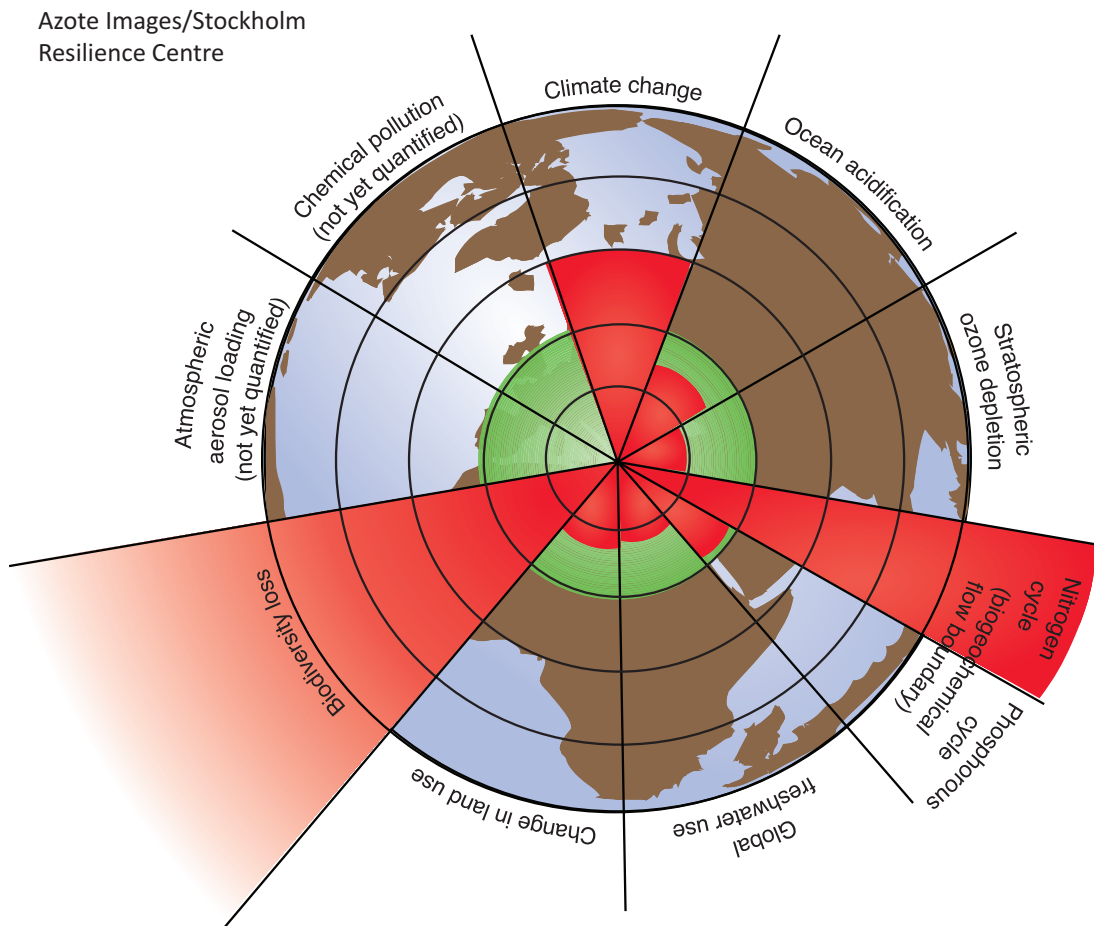 Azote Images/Stockholm
Resilience Centre
Climate change
Ocean acidification
Stratospheric
ozone depletion
Nitrogen
cycle
(biogeochemical
flow boundary)
Phosphorous
cycle
Global
freshwater use
Change in land use
Biodiversity loss
Atmospheric
aerosol loading
(not yet quantified)
Chemical pollution
(not yet quantified)